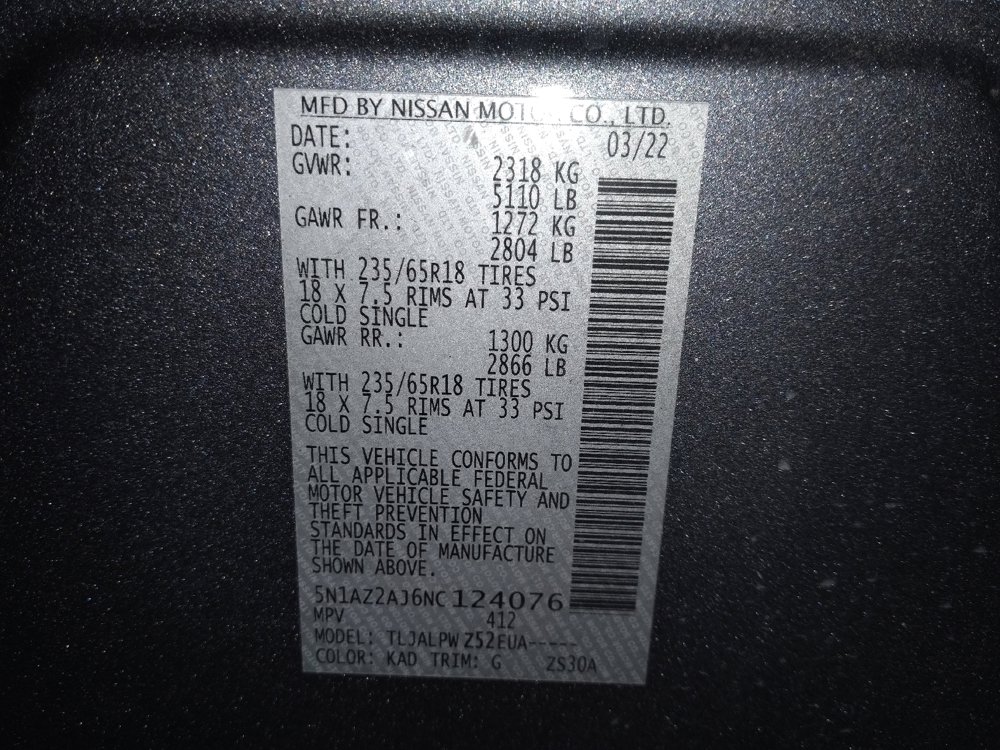 MFD BY NISSAN MOTOR CO., LTD.
DATE: 03/22
GVWR: 2318 KG
5110 LB
GAWR FR.: 1272 KG
2804 LB
WITH 235/65R18 TIRES
18 X 7.5 RIMS AT 33 PSI
COLD SINGLE
GAWR RR.: 1300 KG
2866 LB
WITH 235/65R18 TIRES
18 X 7.5 RIMS AT 33 PSI
COLD SINGLE
THIS VEHICLE CONFORMS TO
ALL APPLICABLE FEDERAL
MOTOR VEHICLE SAFETY AND
THEFT PREVENTION
STANDARDS IN EFFECT ON
THE DATE OF MANUFACTURE
SHOWN ABOVE.
5N1AZ2AJ6NC124076
MPV 412
MODEL: TLJALPW Z52EUA-----
COLOR: KAD TRIM: G ZS30A